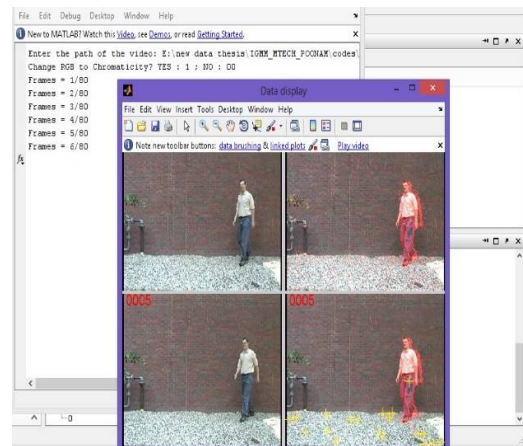 File Edit Debug Desktop Window Help
New to MATLAB? Watch this Video, see Demos, or read Getting Started.
Enter the path of the video: E:\new data thesis\IGMM_MTECH_POONAM\codes\
Change RGB to Chromaticity? YES : 1 ; NO : 00
Frames = 1/80
Frames = 2/80
Frames = 3/80
Frames = 4/80
Frames = 5/80
Frames = 6/80
fx
Data display
File Edit View Insert Tools Desktop Window Help
Note new toolbar buttons: data brushing & linked plots Play video
0005
0005
0